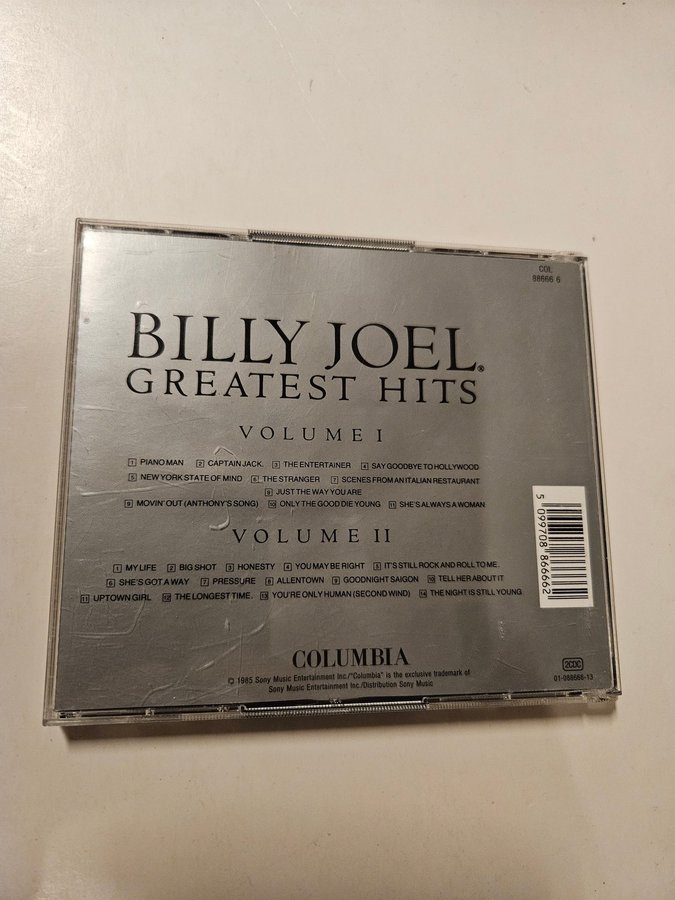 COL
88666 6
BILLY JOEL®
GREATEST HITS
VOLUME I
1 PIANO MAN 2 CAPTAIN JACK. 3 THE ENTERTAINER 4 SAY GOODBYE TO HOLLYWOOD
5 NEW YORK STATE OF MIND 6 THE STRANGER 7 SCENES FROM AN ITALIAN RESTAURANT
8 JUST THE WAY YOU ARE
9 MOVIN' OUT (ANTHONY'S SONG) 10 ONLY THE GOOD DIE YOUNG 11 SHE'S ALWAYS A WOMAN
VOLUME II
1 MY LIFE 2 BIG SHOT 3 HONESTY 4 YOU MAY BE RIGHT 5 IT'S STILL ROCK AND ROLL TO ME.
6 SHE'S GOT A WAY 7 PRESSURE 8 ALLENTOWN 9 GOODNIGHT SAIGON 10 TELL HER ABOUT IT
11 UPTOWN GIRL 12 THE LONGEST TIME. 13 YOU'RE ONLY HUMAN (SECOND WIND) 14 THE NIGHT IS STILL YOUNG
5 099708 866662
COLUMBIA
© 1985 Sony Music Entertainment Inc./"Columbia" is the exclusive trademark of
Sony Music Entertainment Inc./Distribution Sony Music
2CDC
01-088666-13